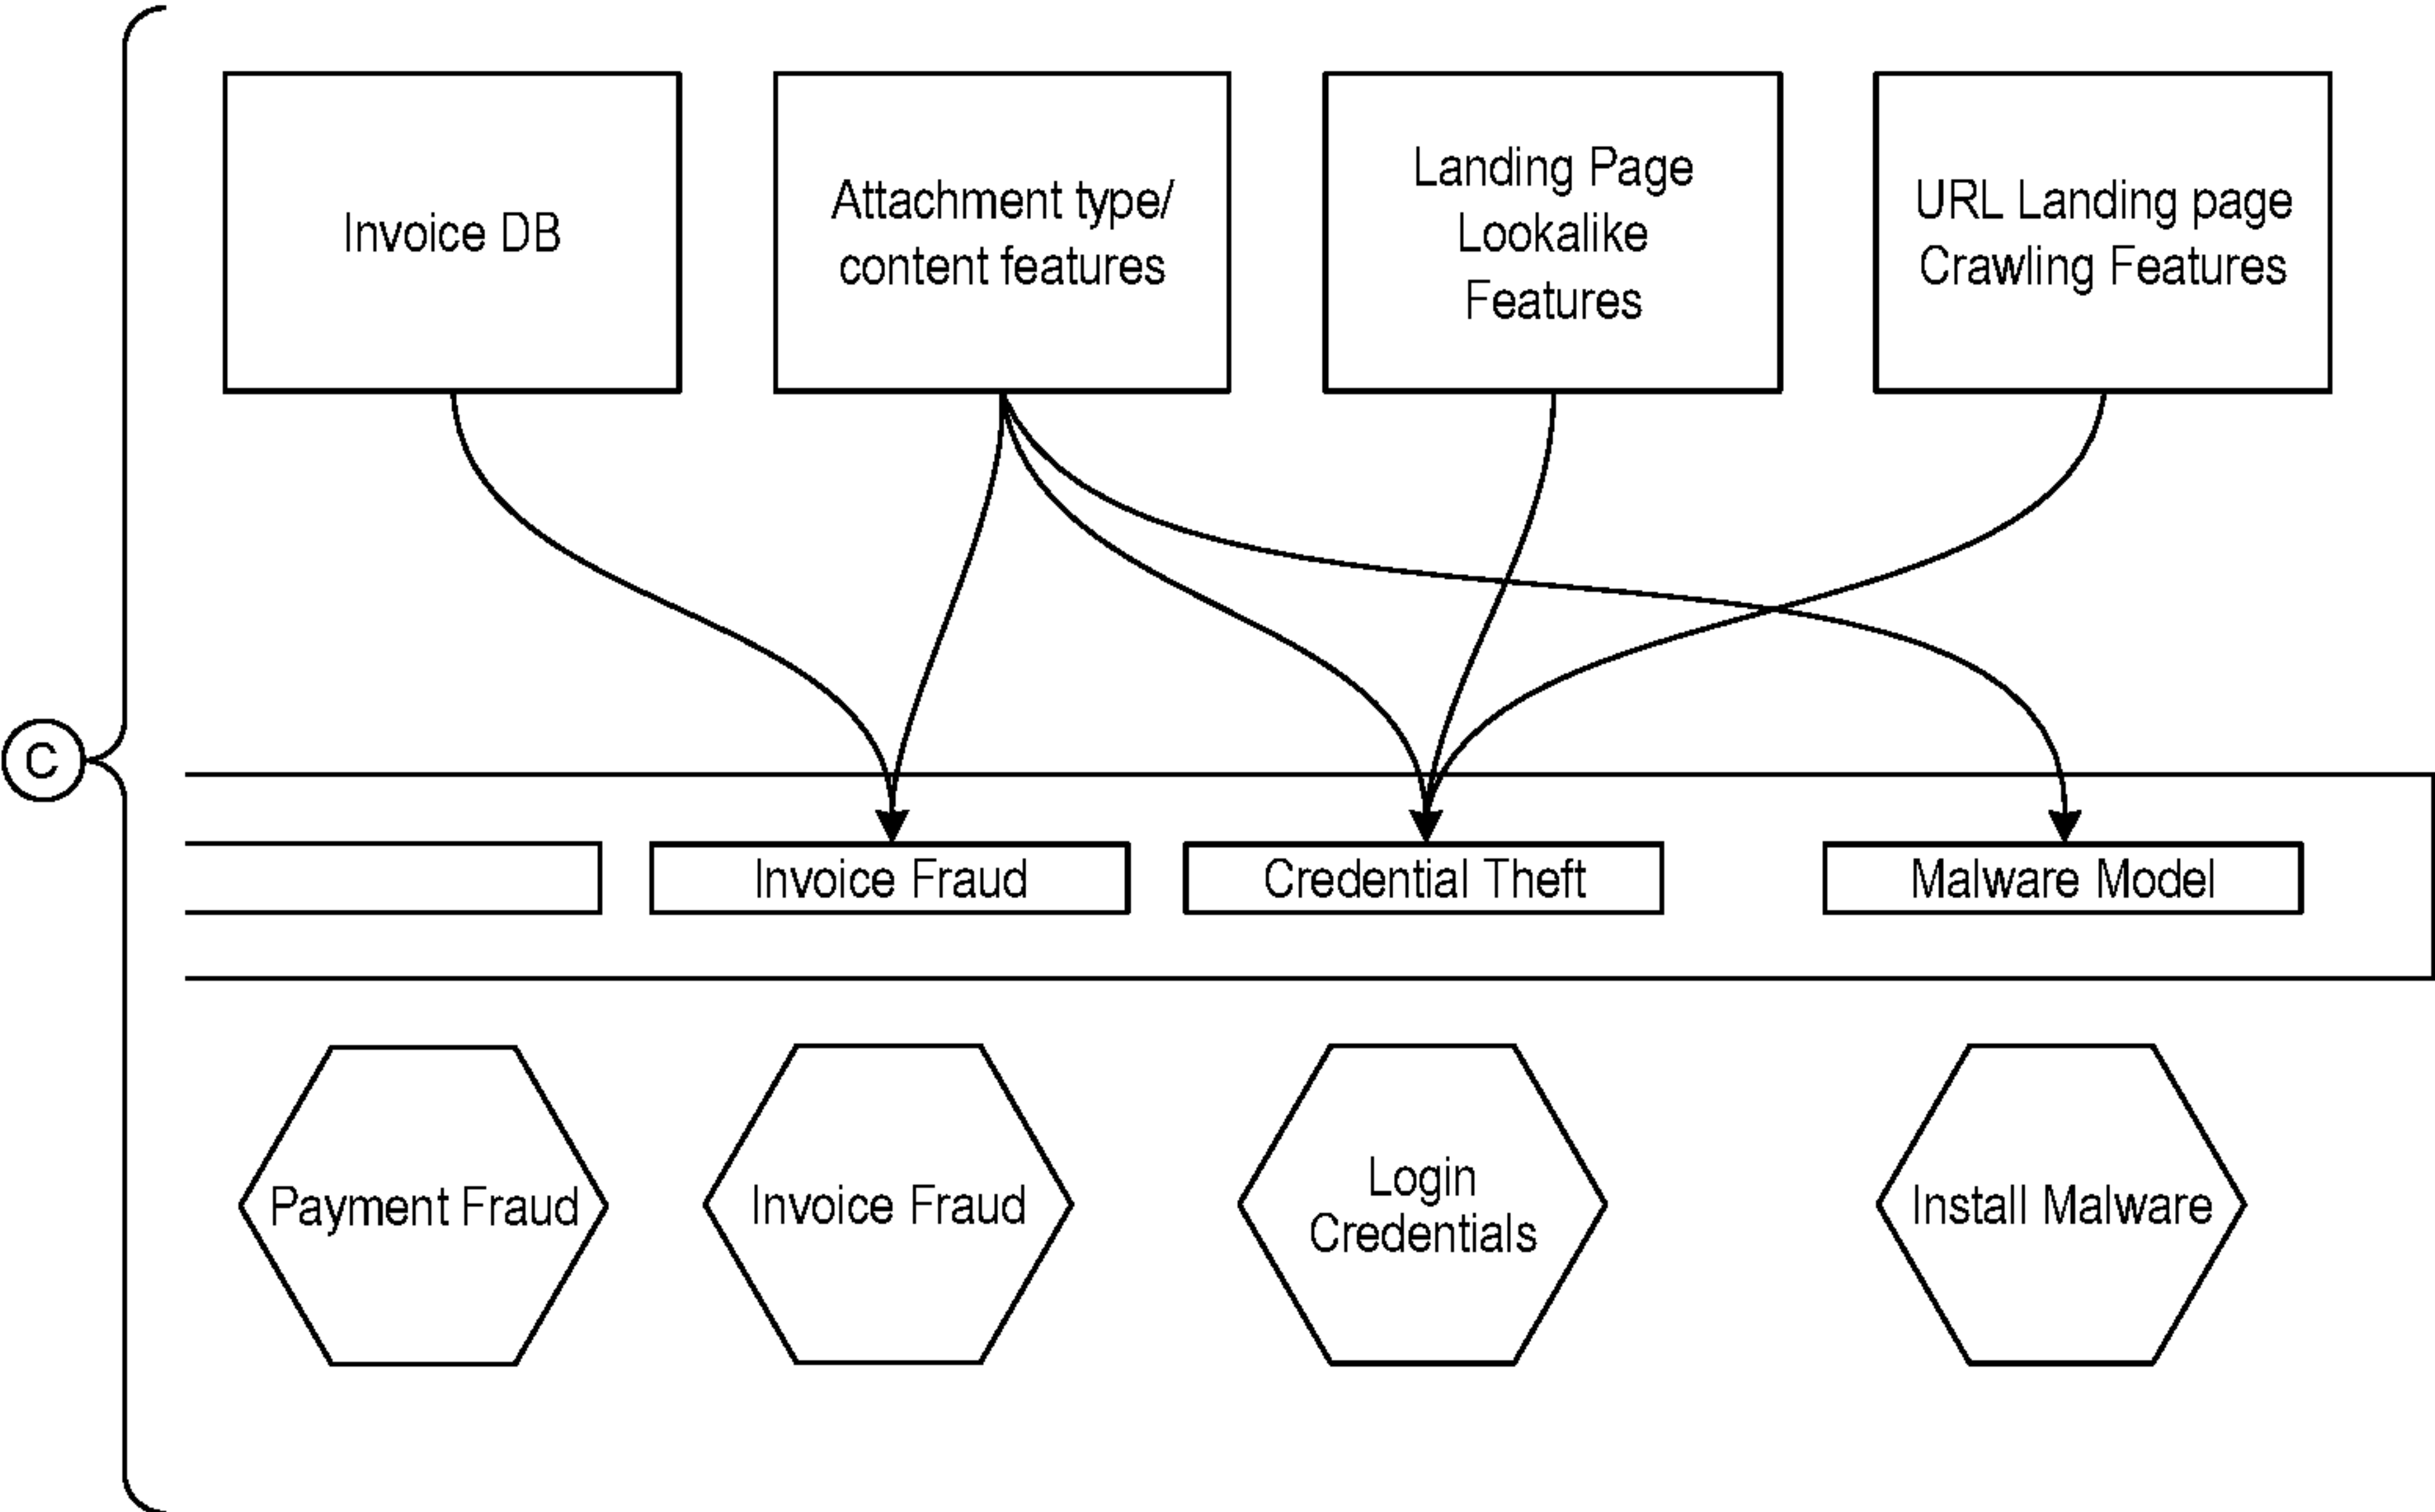 Invoice DB
Attachment type/
content features
Landing Page
Lookalike
Features
URL Landing page
Crawling Features
C
Invoice Fraud
Credential Theft
Malware Model
Payment Fraud
Invoice Fraud
Login
Credentials
Install Malware